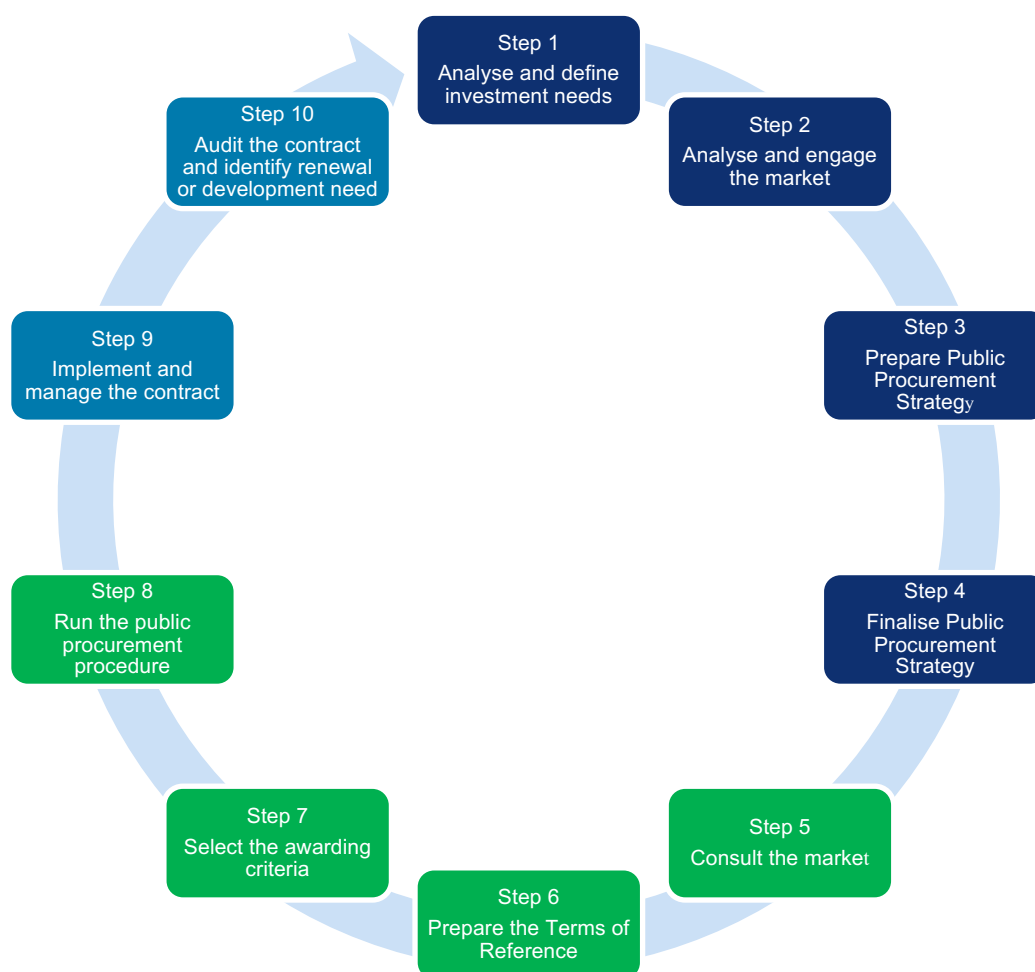 Step 1
Analyse and define
investment needs
Step 2
Analyse and engage
the market
Step 3
Prepare Public
Procurement
Strategy
Step 4
Finalise Public
Procurement
Strategy
Step 5
Consult the market
Step 6
Prepare the Terms of
Reference
Step 7
Select the awarding
criteria
Step 8
Run the public
procurement
procedure
Step 9
Implement and
manage the contract
Step 10
Audit the contract
and identify renewal
or development need